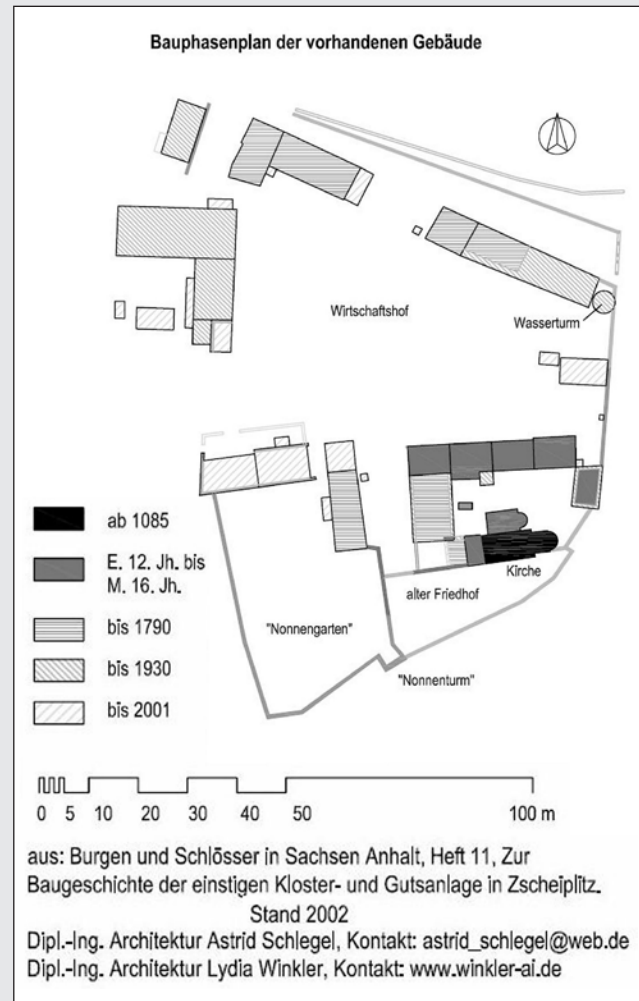 Bauphasenplan der vorhandenen Gebäude
Wirtschaftshof
Wasserturm
ab 1085
E. 12. Jh. bis
M. 16. Jh.
bis 1790
bis 1930
bis 2001
Kirche
alter Friedhof
"Nonnengarten"
"Nonnenturm"
0 5 10 20 30 40 50 100 m
aus: Burgen und Schlösser in Sachsen Anhalt, Heft 11, Zur
Baugeschichte der einstigen Kloster- und Gutsanlage in Zscheiplitz.
Stand 2002
Dipl.-Ing. Architektur Astrid Schlegel, Kontakt: astrid_schlegel@web.de
Dipl.-Ing. Architektur Lydia Winkler, Kontakt: www.winkler-ai.de